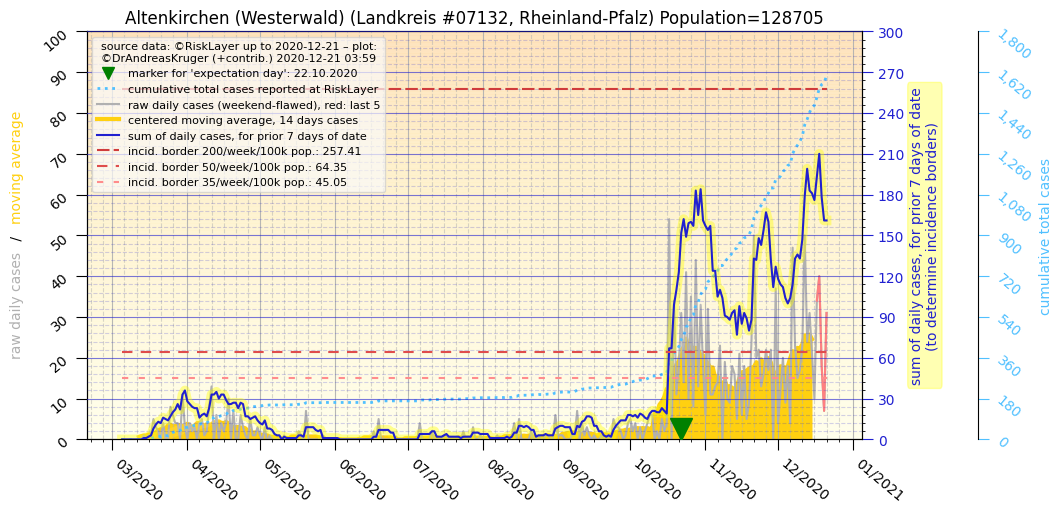 Altenkirchen (Westerwald) (Landkreis #07132, Rheinland-Pfalz) Population=128705
source data: ©RiskLayer up to 2020-12-21 – plot:
©DrAndreasKruger (+contrib.) 2020-12-21 03:59
marker for 'expectation day': 22.10.2020
cumulative total cases reported at RiskLayer
raw daily cases (weekend-flawed), red: last 5
centered moving average, 14 days cases
sum of daily cases, for prior 7 days of date
incid. border 200/week/100k pop.: 257.41
incid. border 50/week/100k pop.: 64.35
incid. border 35/week/100k pop.: 45.05
raw daily cases / moving average
100
90
80
70
60
50
40
30
20
10
0
03/2020
04/2020
05/2020
06/2020
07/2020
08/2020
09/2020
10/2020
11/2020
12/2020
01/2021
300
270
240
210
180
150
120
90
60
30
0
sum of daily cases, for prior 7 days of date
(to determine incidence borders)
1,800
1,620
1,440
1,260
1,080
900
720
540
360
180
0
cumulative total cases